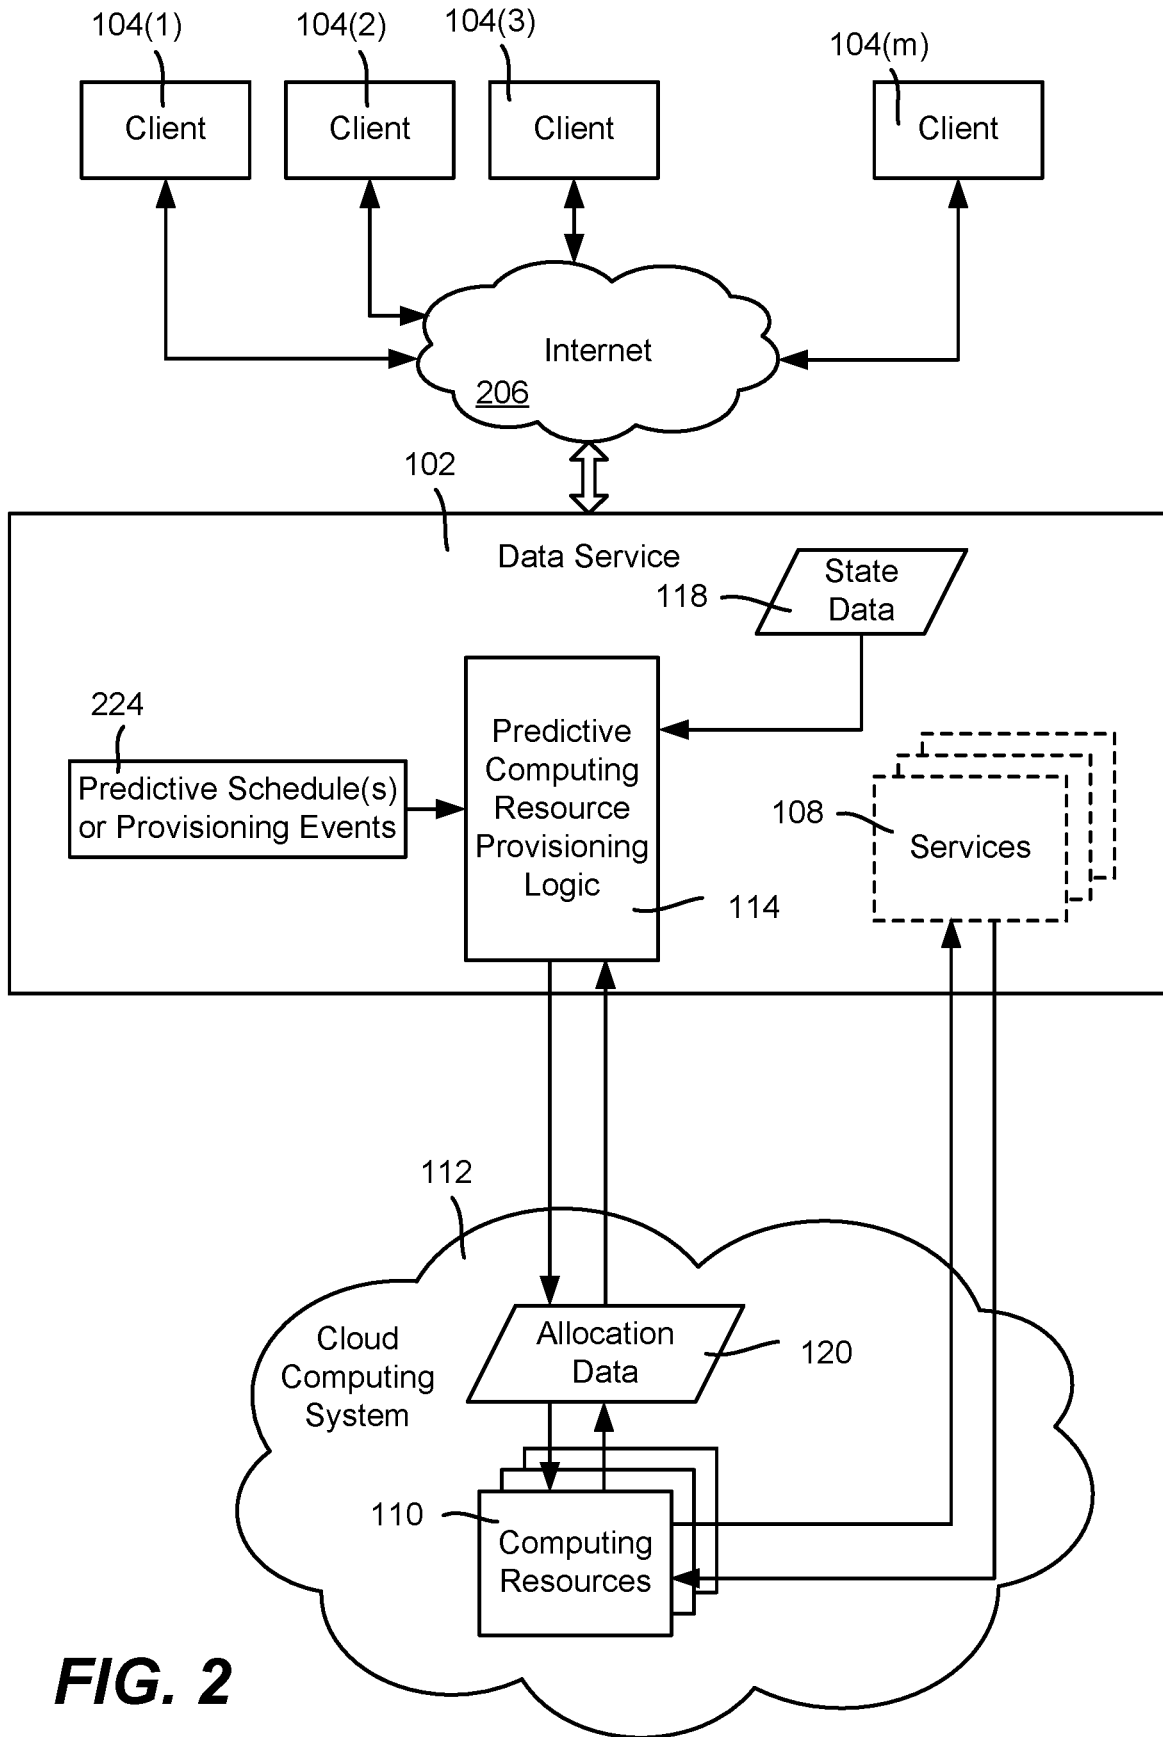 104(1)
104(2)
104(3)
104(m)
Client
Client
Client
Client
Internet
206
102
Data Service
State
Data
118
224
Predictive Schedule(s)
or Provisioning Events
Predictive
Computing
Resource
Provisioning
Logic
114
108
Services
112
Cloud
Computing
System
Allocation
Data
120
110
Computing
Resources
FIG. 2